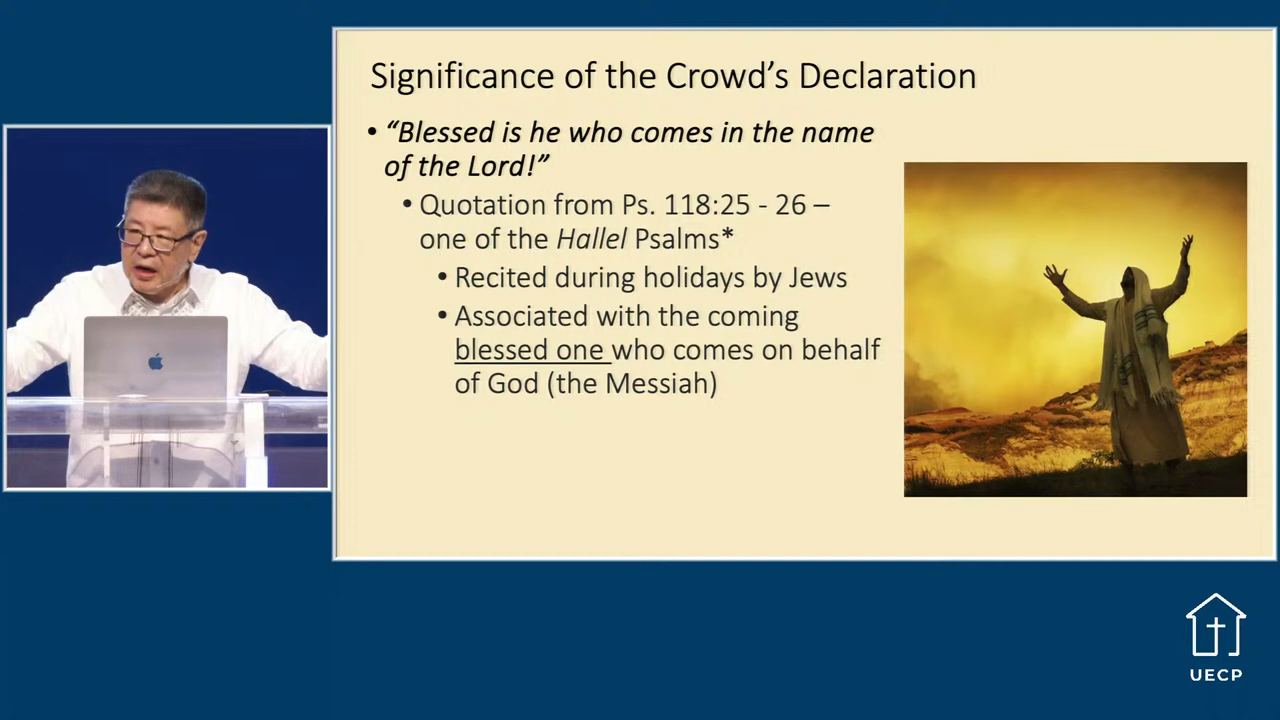 Significance of the Crowd’s Declaration
• “Blessed is he who comes in the name
of the Lord!”
• Quotation from Ps. 118:25 - 26 –
one of the Hallel Psalms*
• Recited during holidays by Jews
• Associated with the coming
blessed one who comes on behalf
of God (the Messiah)
UECP